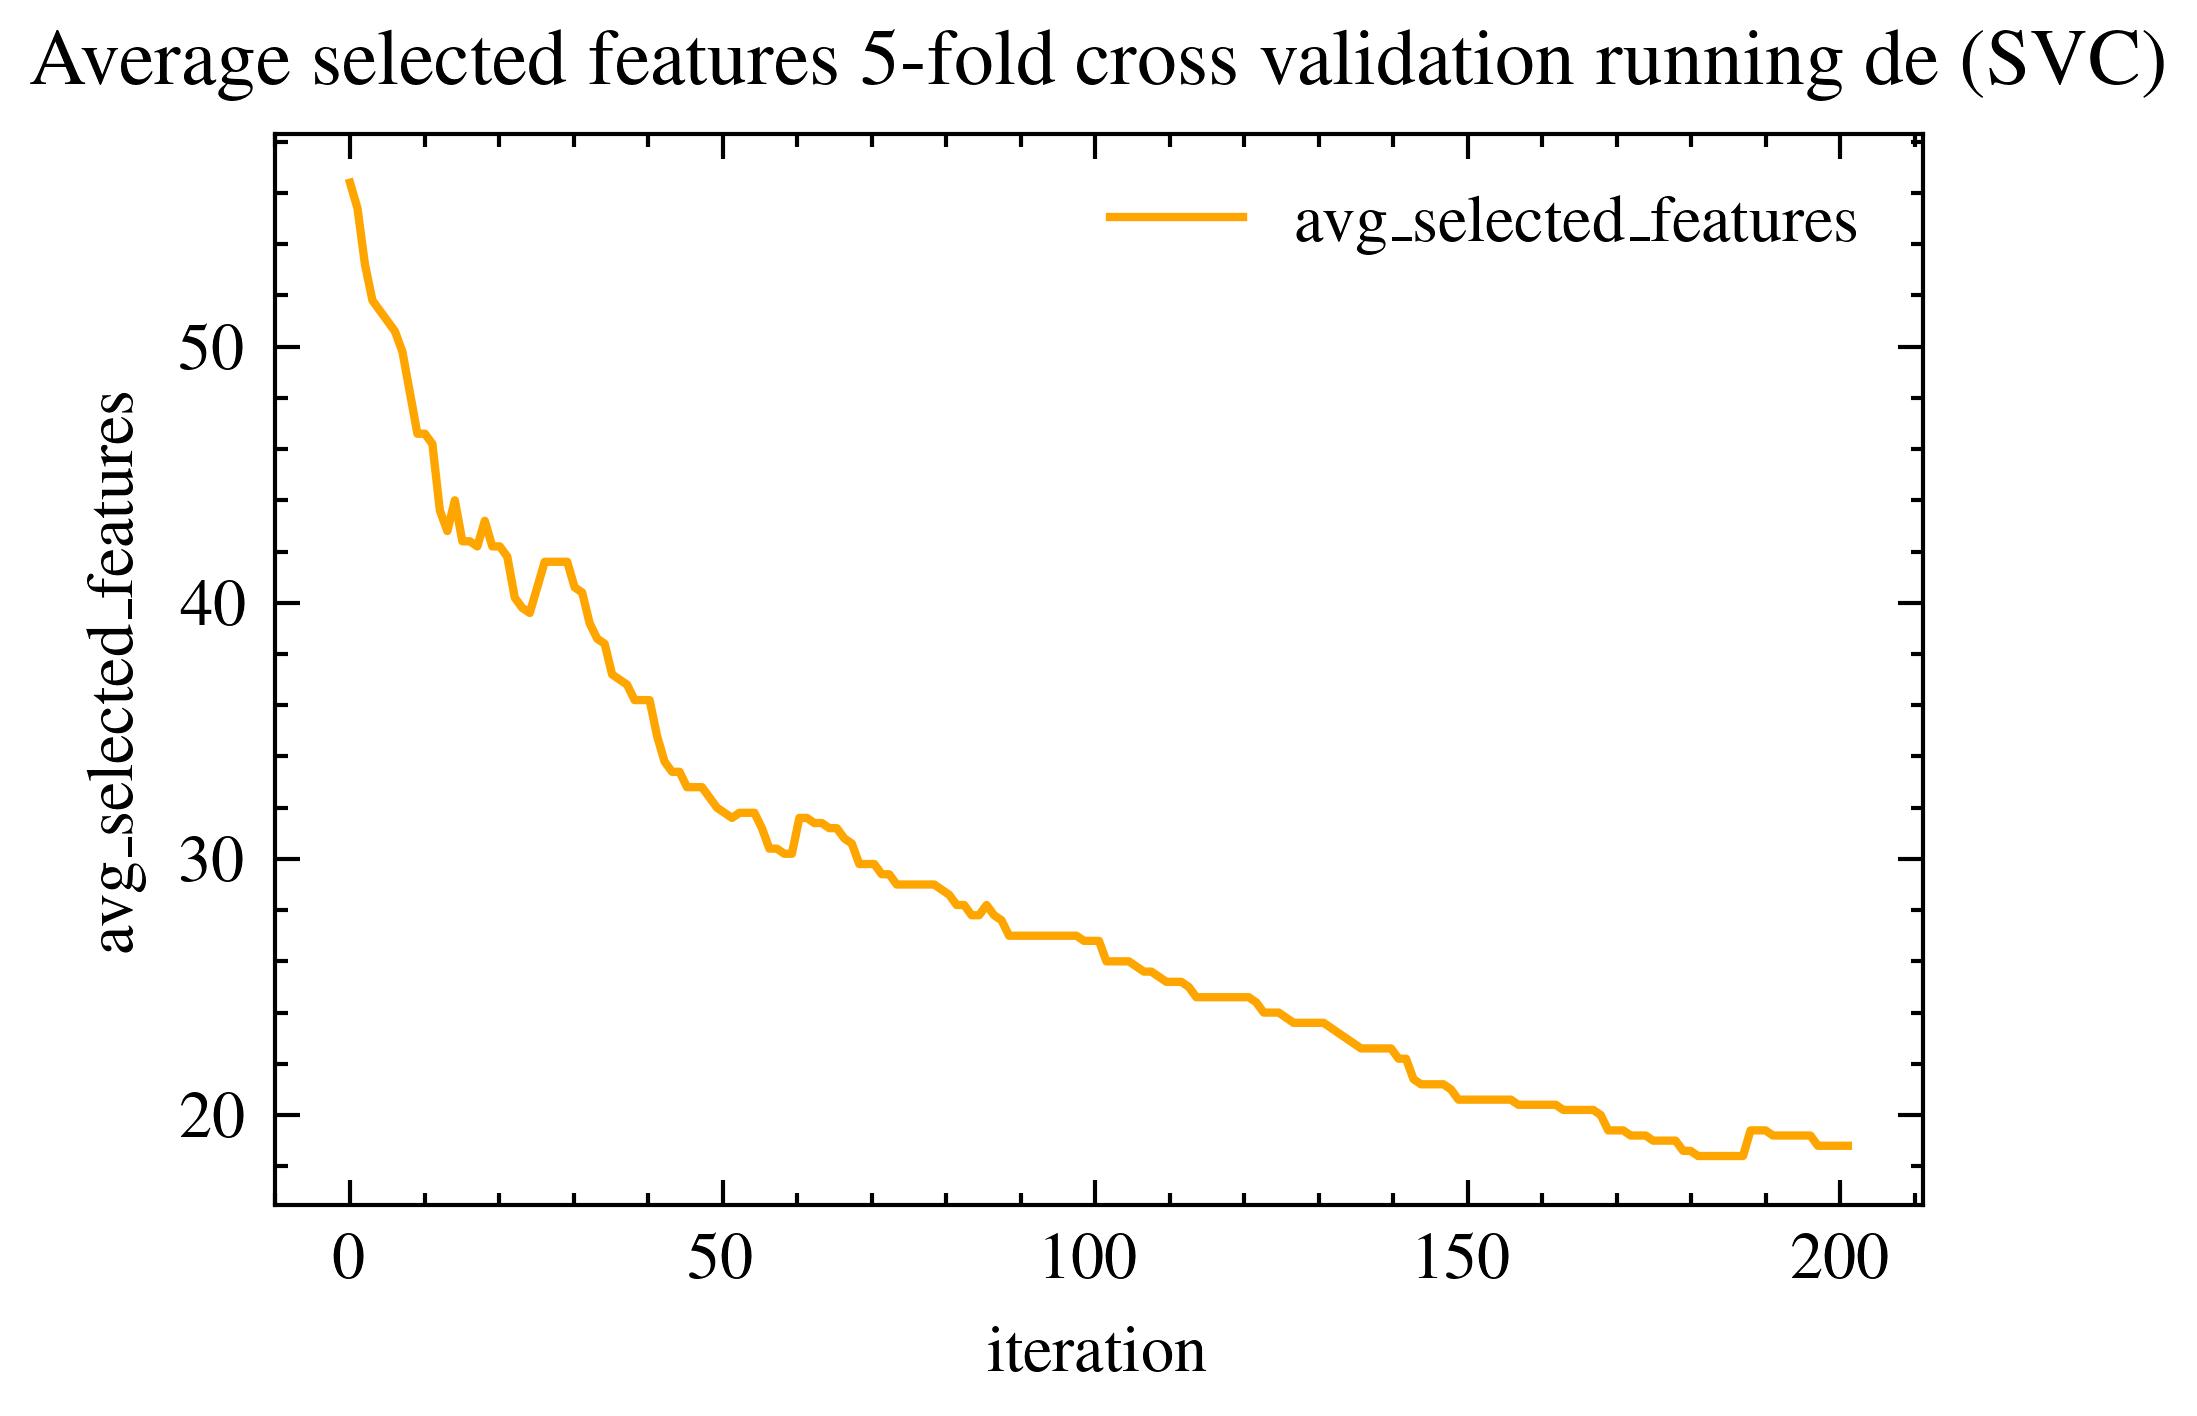 Average selected features 5-fold cross validation running de (SVC)
avg_selected_features
avg_selected_features
50
40
30
20
0 50 100 150 200
iteration